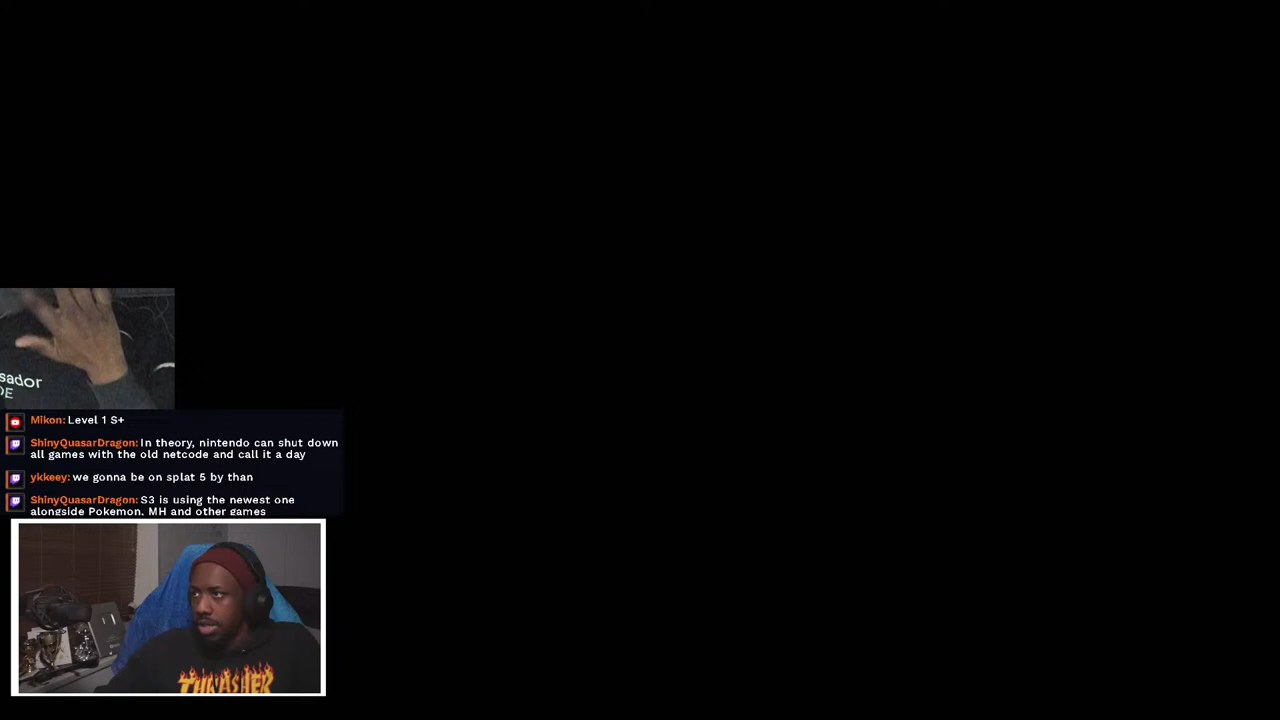 sador
DE
Mikon: Level 1 S+
ShinyQuasarDragon: In theory, nintendo can shut down
all games with the old netcode and call it a day
ykkeey: we gonna be on splat 5 by than
ShinyQuasarDragon: S3 is using the newest one
alongside Pokemon, MH and other games
THRASHER